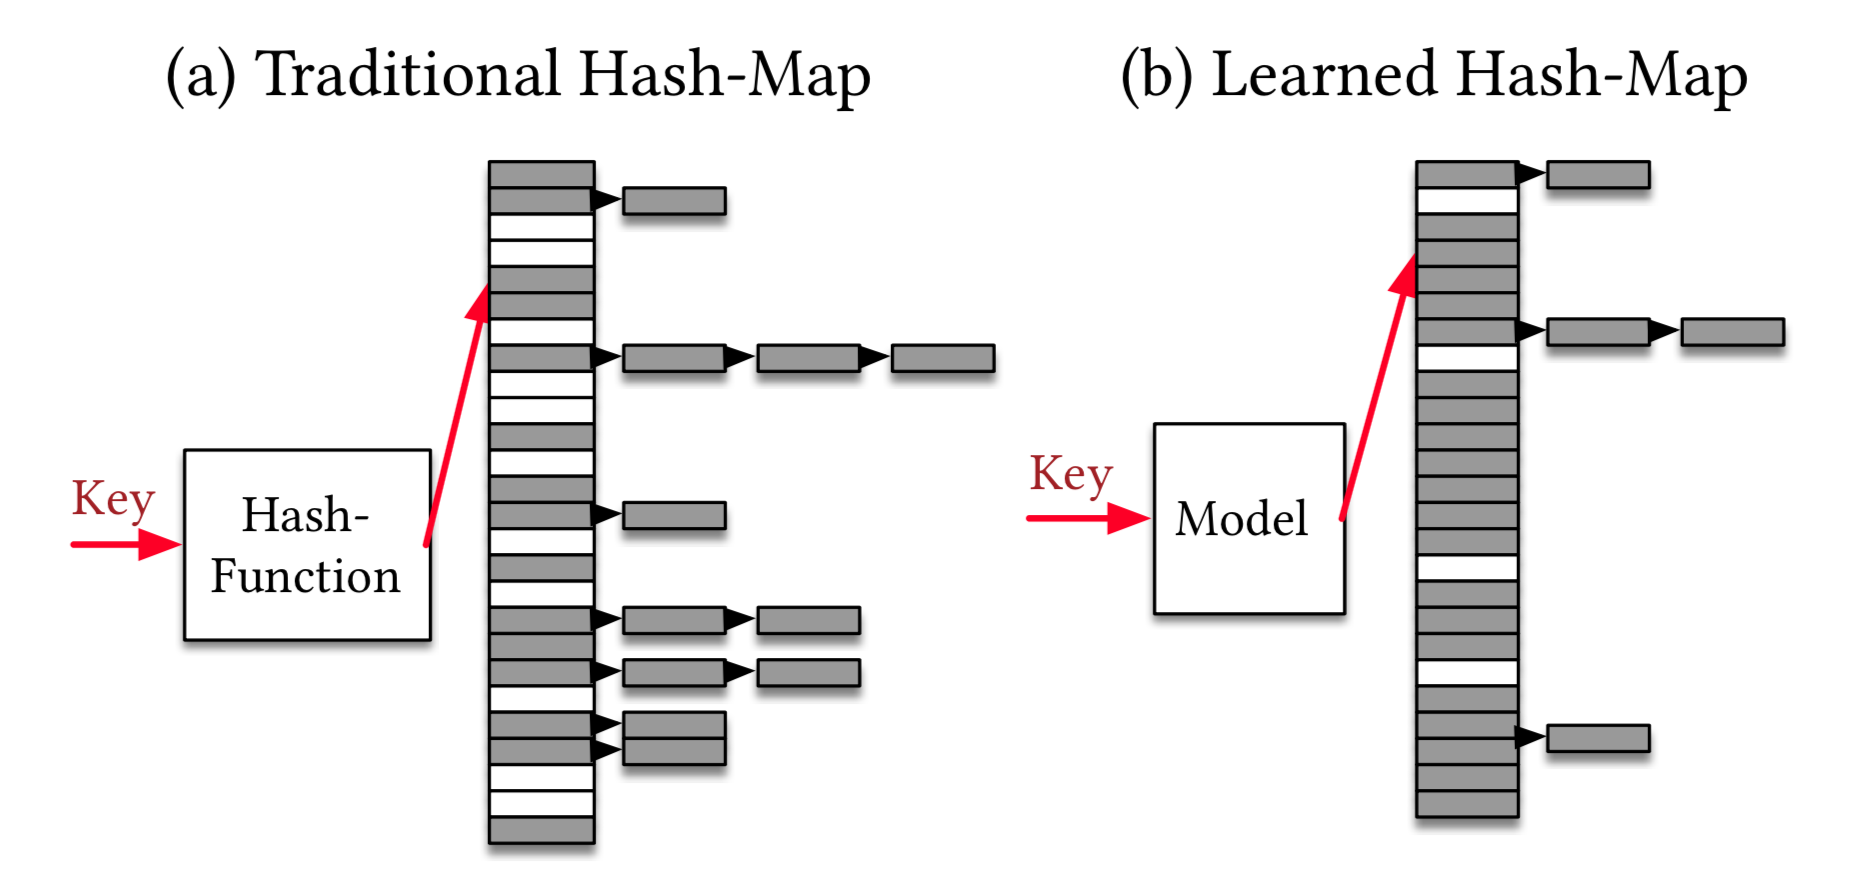 (a) Traditional Hash-Map
Key
Hash-
Function
(b) Learned Hash-Map
Key
Model